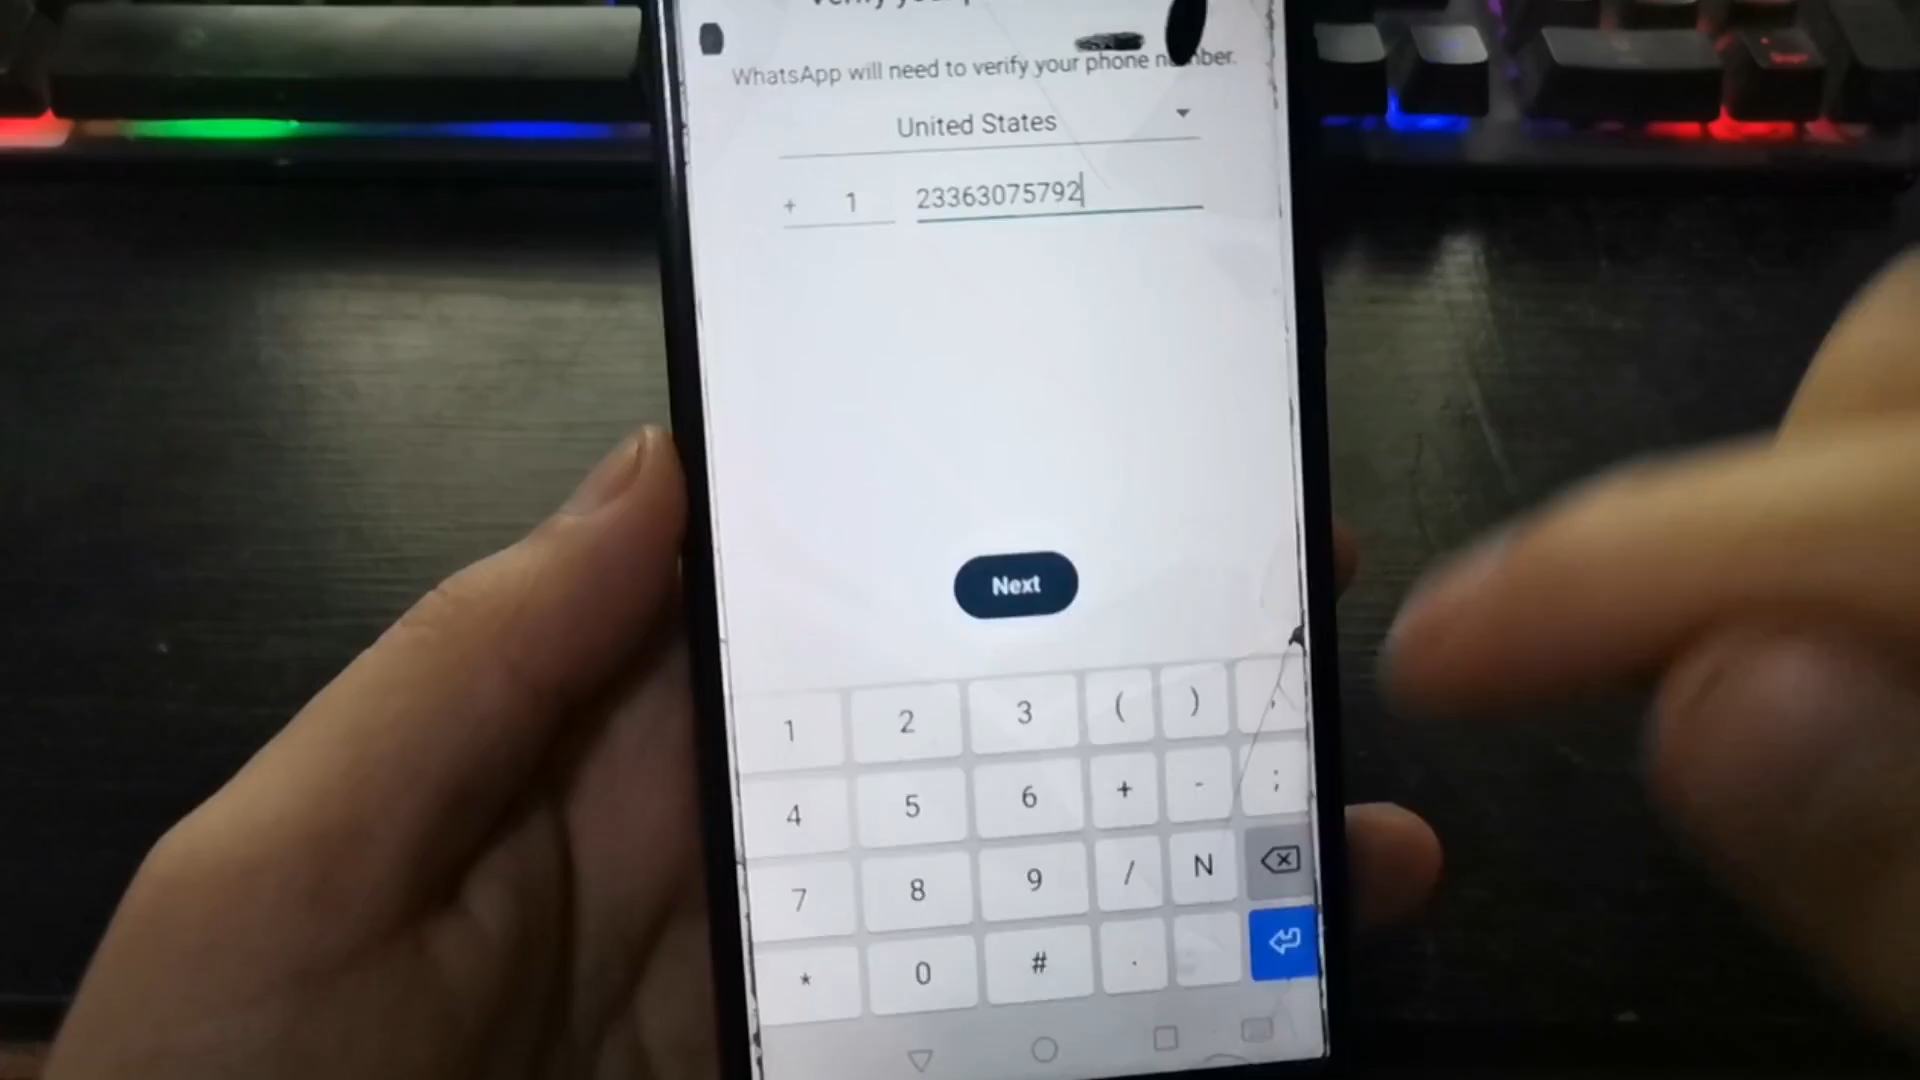 WhatsApp will need to verify your phone number.
United States
+ 1 23363075792
Next
1 2 3 ( ) ,
4 5 6 + - ;
7 8 9 / N
* 0 # .